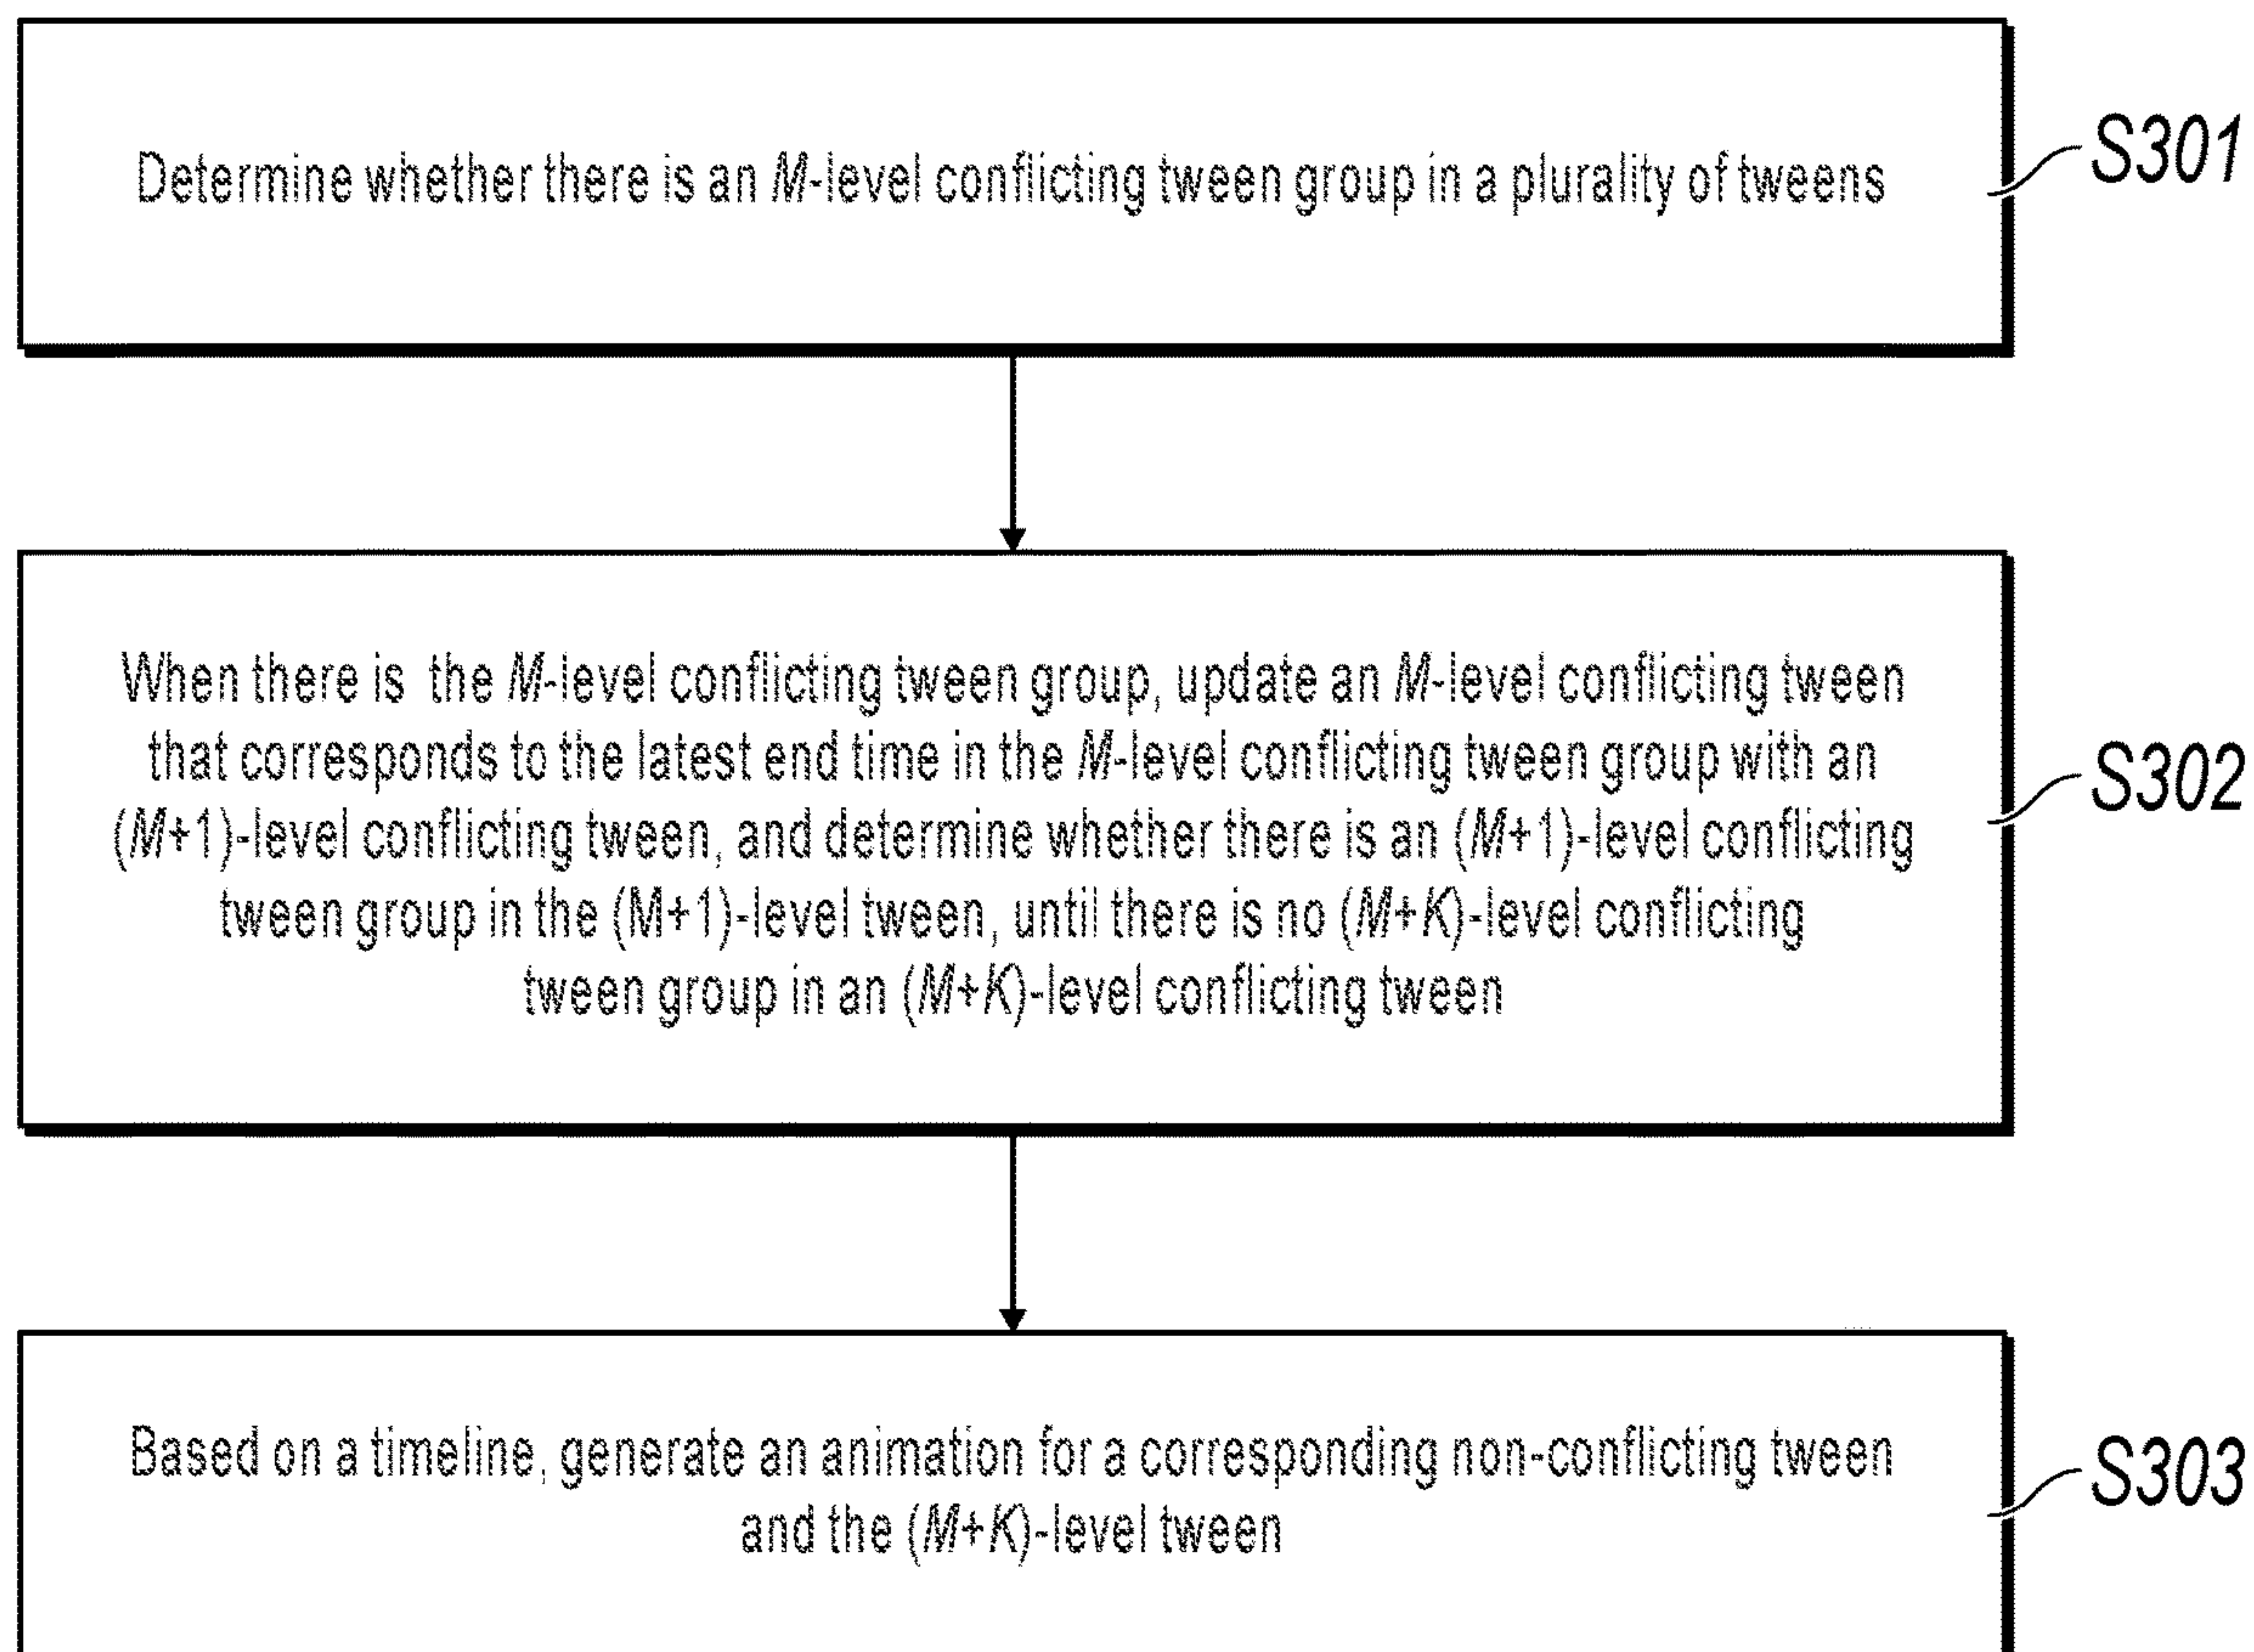 Determine whether there is an M-level conflicting tween group in a plurality of tweens
S301
When there is the M-level conflicting tween group, update an M-level conflicting tween
that corresponds to the latest end time in the M-level conflicting tween group with an
(M+1)-level conflicting tween, and determine whether there is an (M+1)-level conflicting
tween group in the (M+1)-level tween, until there is no (M+K)-level conflicting
tween group in an (M+K)-level conflicting tween
S302
Based on a timeline, generate an animation for a corresponding non-conflicting tween
and the (M+K)-level tween
S303